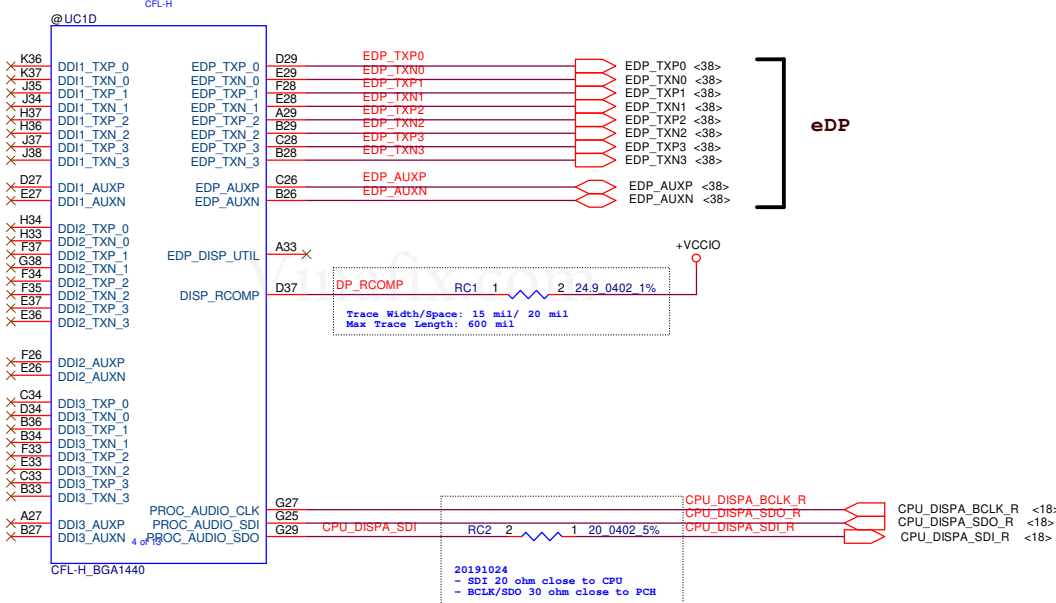 CFL-H
@ UC1D
K36 DDI1_TXP_0 EDP_TXP_0 D29 EDP_TXP0 EDP_TXP0 <38>
K37 DDI1_TXN_0 EDP_TXN_0 E29 EDP_TXN0 EDP_TXN0 <38>
J35 DDI1_TXP_1 EDP_TXP_1 F28 EDP_TXP1 EDP_TXP1 <38>
J34 DDI1_TXN_1 EDP_TXN_1 E28 EDP_TXN1 EDP_TXN1 <38>
H37 DDI1_TXP_2 EDP_TXP_2 A29 EDP_TXP2 EDP_TXP2 <38>
H36 DDI1_TXN_2 EDP_TXN_2 B29 EDP_TXN2 EDP_TXN2 <38>
J37 DDI1_TXP_3 EDP_TXP_3 C28 EDP_TXP3 EDP_TXP3 <38>
J38 DDI1_TXN_3 EDP_TXN_3 B28 EDP_TXN3 EDP_TXN3 <38>
eDP
D27 DDI1_AUXP EDP_AUXP C26 EDP_AUXP EDP_AUXP <38>
E27 DDI1_AUXN EDP_AUXN B26 EDP_AUXN EDP_AUXN <38>
H34 DDI2_TXP_0
H33 DDI2_TXN_0
F37 DDI2_TXP_1 EDP_DISP_UTIL A33
+VCCIO
G38 DDI2_TXN_1
F34 DDI2_TXP_2
Vinafix.com
F35 DDI2_TXN_2 DISP_RCOMP D37 DP_RCOMP RC1 1 2 24.9_0402_1%
E37 DDI2_TXP_3
E36 DDI2_TXN_3
Trace Width/Space: 15 mil/ 20 mil
Max Trace Length: 600 mil
F26 DDI2_AUXP
E26 DDI2_AUXN
C34 DDI3_TXP_0
D34 DDI3_TXN_0
B36 DDI3_TXP_1
B34 DDI3_TXN_1
F33 DDI3_TXP_2
E33 DDI3_TXN_2
C33 DDI3_TXP_3
B33 DDI3_TXN_3
PROC_AUDIO_CLK G27 CPU_DISPA_BCLK_R CPU_DISPA_BCLK_R <18>
A27 DDI3_AUXP PROC_AUDIO_SDI G25 CPU_DISPA_SDO_R CPU_DISPA_SDO_R <18>
B27 DDI3_AUXN 4 of 13 PROC_AUDIO_SDO G29 CPU_DISPA_SDI RC2 2 1 20_0402_5% CPU_DISPA_SDI_R CPU_DISPA_SDI_R <18>
CFL-H_BGA1440
20191024
- SDI 20 ohm close to CPU
- BCLK/SDO 30 ohm close to PCH